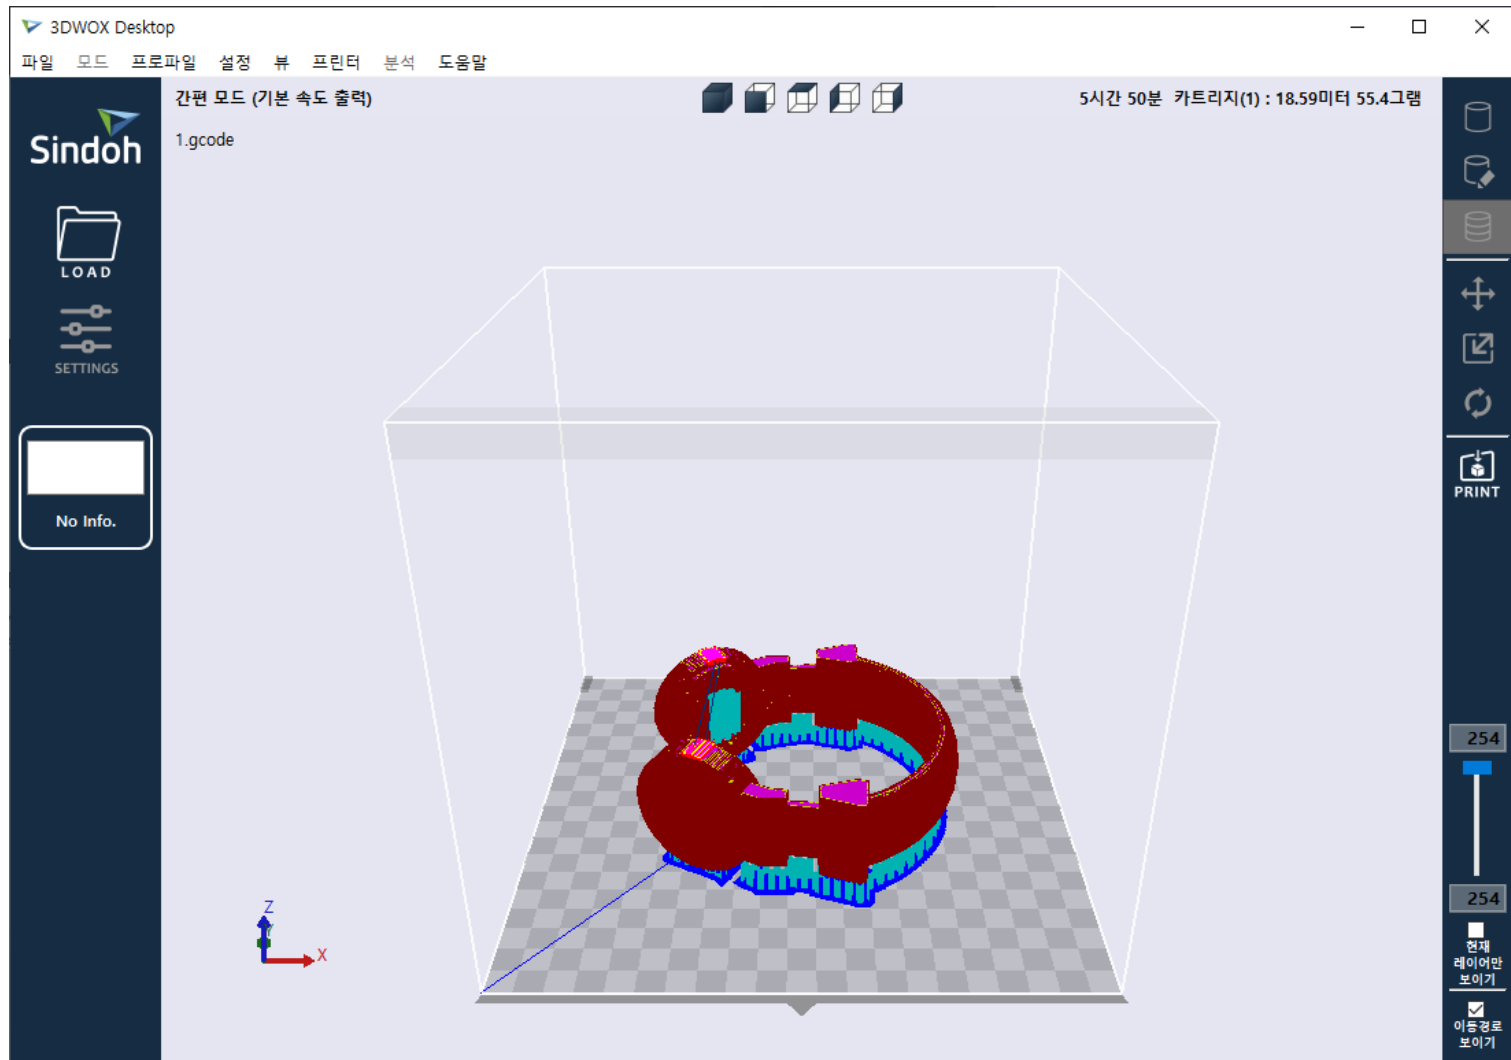 3DWOX Desktop
파일 모드 프로파일 설정 뷰 프린터 분석 도움말
간편 모드 (기본 속도 출력)
5시간 50분 카트리지(1) : 18.59미터 55.4그램
1.gcode
Sindoh
LOAD
SETTINGS
No Info.
PRINT
254
254
현재
레이어만
보이기
이동경로
보이기
Z
Y
X